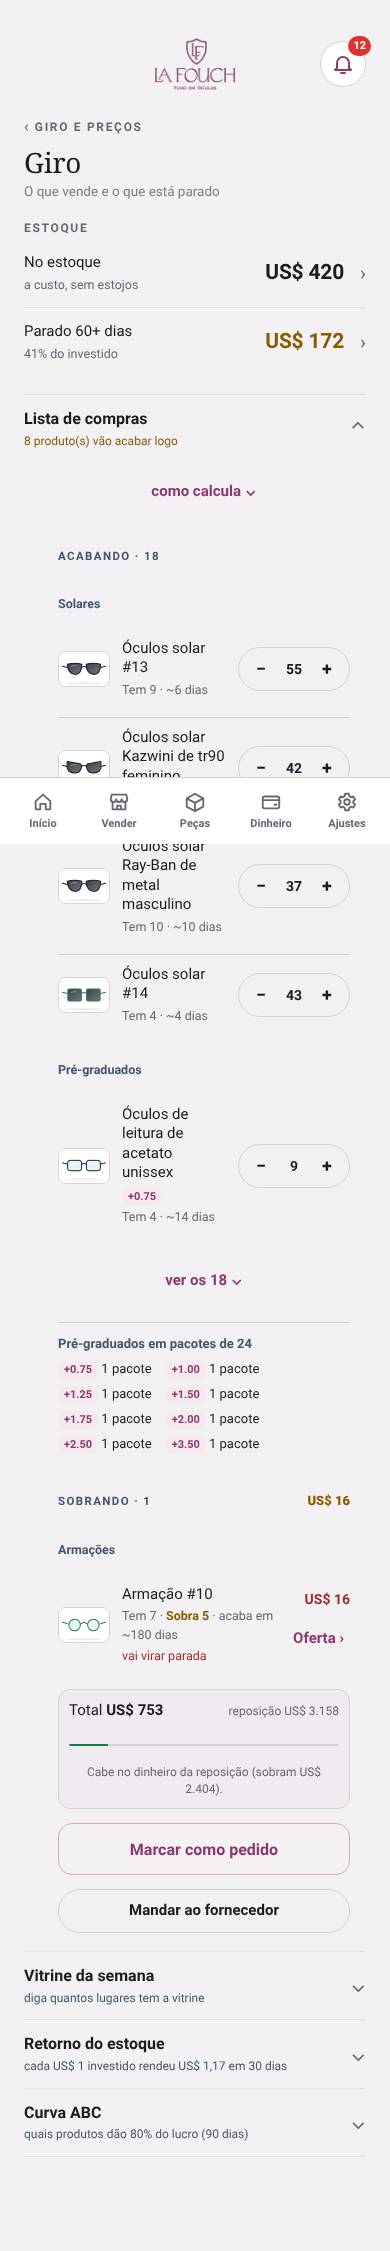 LA FOUCH
TUDO EM ÓCULOS
12
‹ GIRO E PREÇOS
Giro
O que vende e o que está parado
ESTOQUE
No estoque
US$ 420 ›
a custo, sem estojos
Parado 60+ dias
US$ 172 ›
41% do investido
Lista de compras
8 produto(s) vão acabar logo
como calcula
ACABANDO · 18
Solares
Óculos solar
#13
Tem 9 · ~6 dias
− 55 +
Óculos solar
Kazwini de tr90
feminino
− 42 +
Início
Vender
Peças
Dinheiro
Ajustes
Óculos solar
Ray-Ban de
metal
masculino
Tem 10 · ~10 dias
− 37 +
Óculos solar
#14
Tem 4 · ~4 dias
− 43 +
Pré-graduados
Óculos de
leitura de
acetato
unissex
+0.75
Tem 4 · ~14 dias
− 9 +
ver os 18
Pré-graduados em pacotes de 24
+0.75 1 pacote +1.00 1 pacote
+1.25 1 pacote +1.50 1 pacote
+1.75 1 pacote +2.00 1 pacote
+2.50 1 pacote +3.50 1 pacote
SOBRANDO · 1
US$ 16
Armações
Armação #10
Tem 7 · Sobra 5 · acaba em
~180 dias
vai virar parada
US$ 16
Oferta ›
Total US$ 753
reposição US$ 3.158
Cabe no dinheiro da reposição (sobram US$
2.404).
Marcar como pedido
Mandar ao fornecedor
Vitrine da semana
diga quantos lugares tem a vitrine
Retorno do estoque
cada US$ 1 investido rendeu US$ 1,17 em 30 dias
Curva ABC
quais produtos dão 80% do lucro (90 dias)